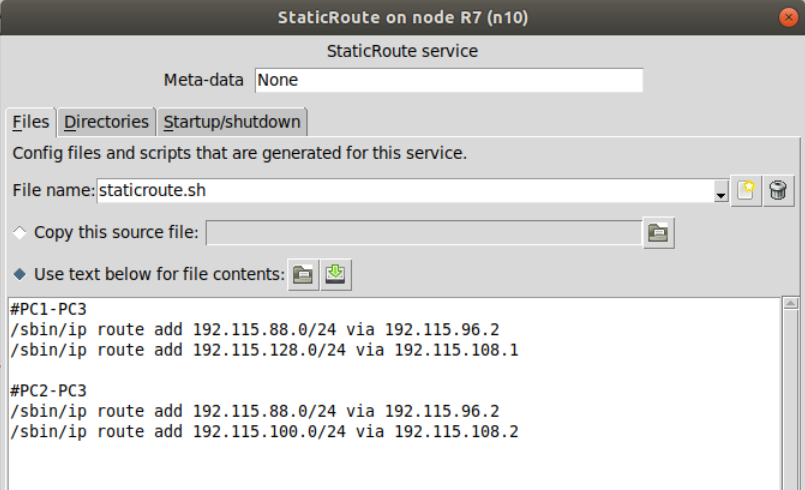 StaticRoute on node R7 (n10)
StaticRoute service
Meta-data None
Files Directories Startup/shutdown
Config files and scripts that are generated for this service.
File name: staticroute.sh
Copy this source file:
Use text below for file contents:
#PC1-PC3
/sbin/ip route add 192.115.88.0/24 via 192.115.96.2
/sbin/ip route add 192.115.128.0/24 via 192.115.108.1
#PC2-PC3
/sbin/ip route add 192.115.88.0/24 via 192.115.96.2
/sbin/ip route add 192.115.100.0/24 via 192.115.108.2